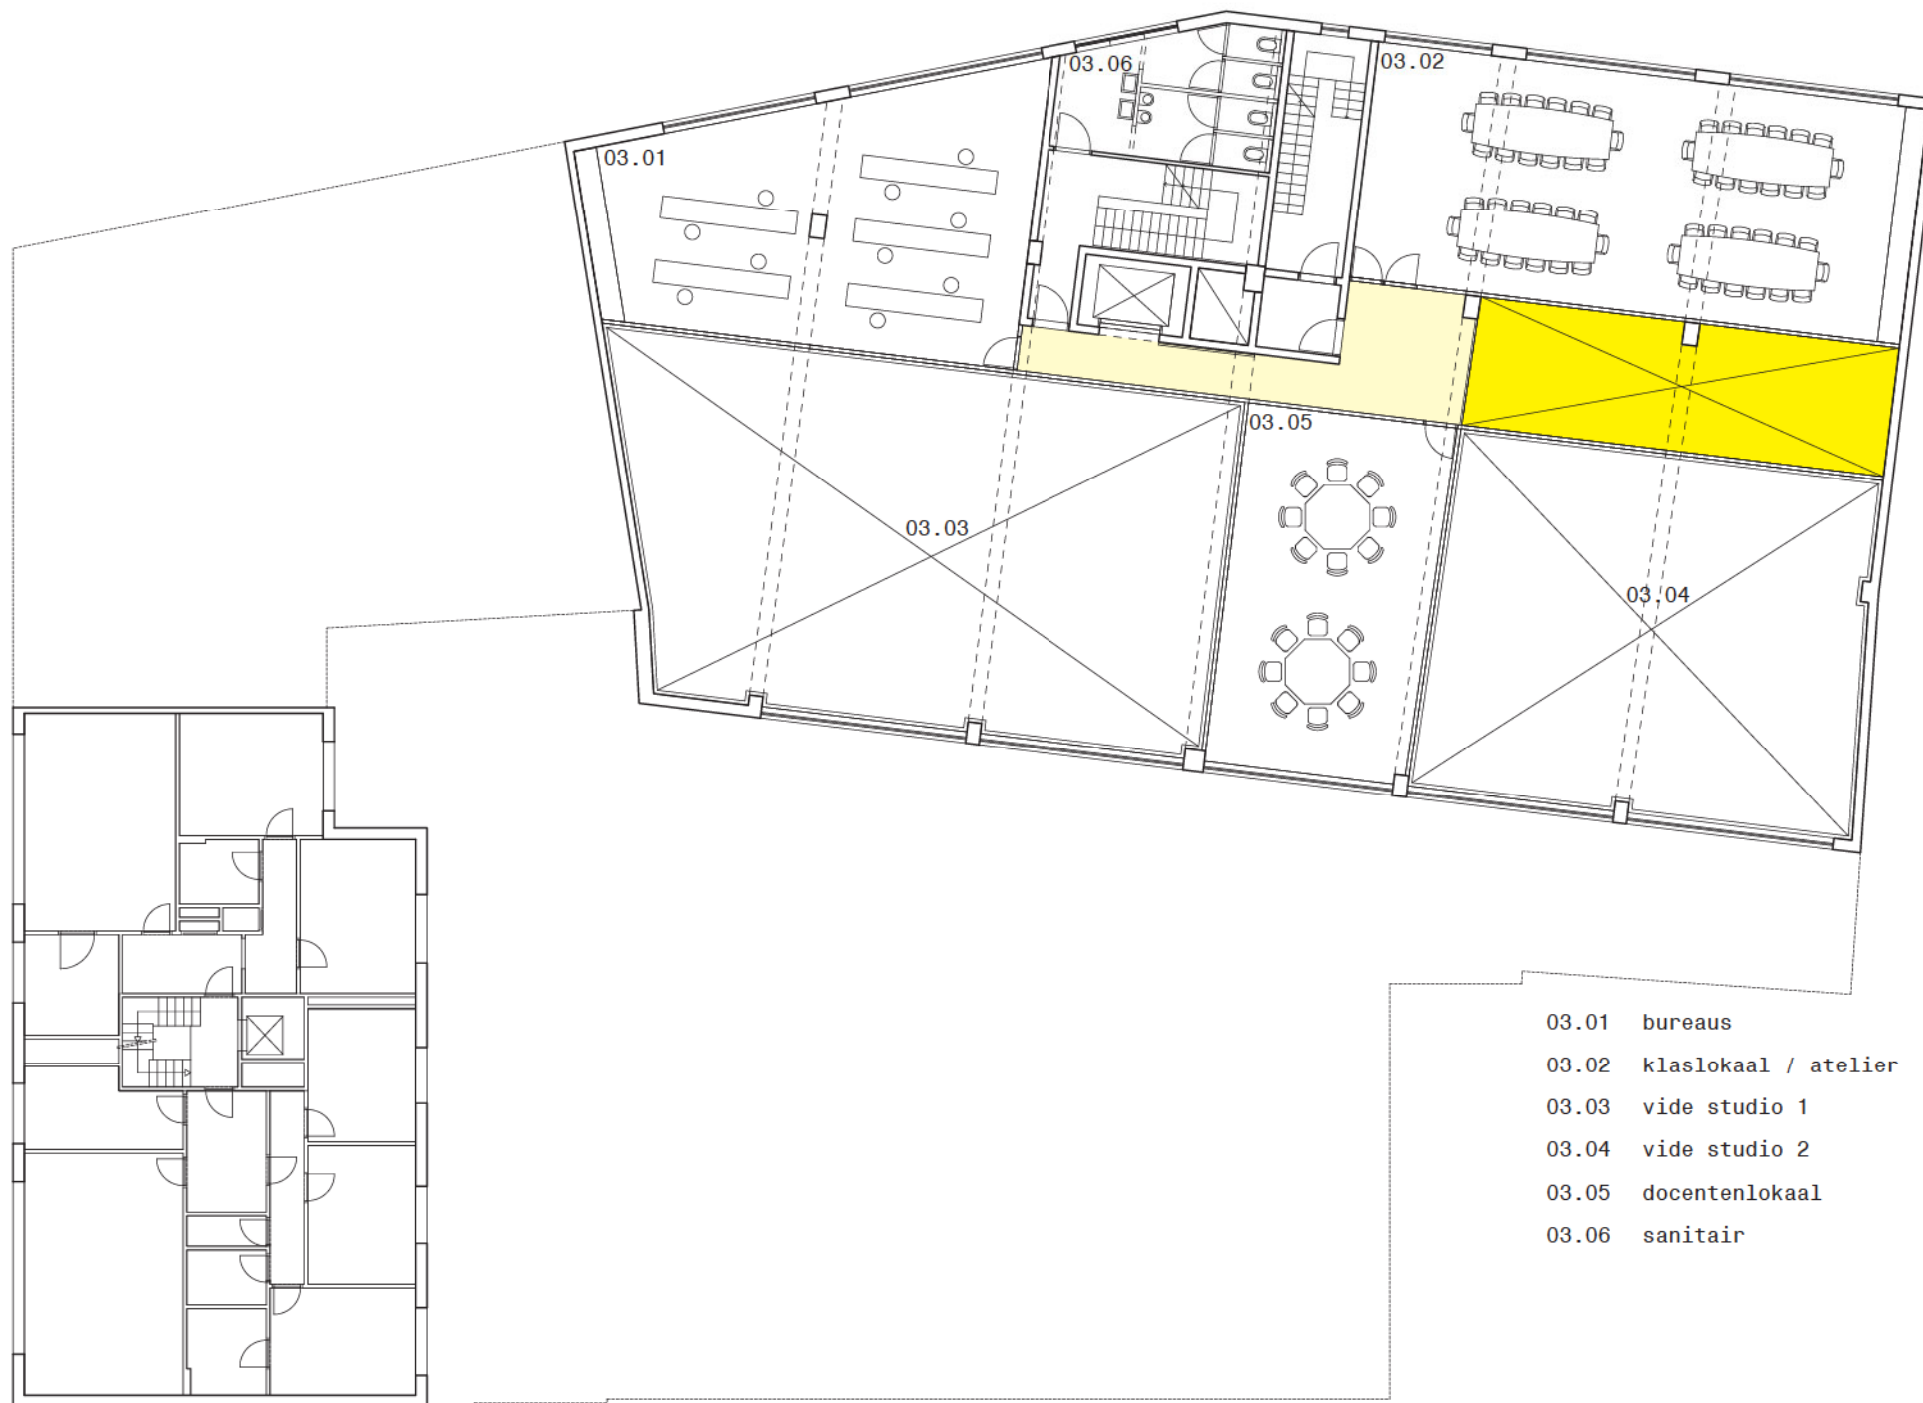 03.06
03.02
03.01
03.05
03.03
03.04
03.01 bureaus
03.02 klaslokaal / atelier
03.03 vide studio 1
03.04 vide studio 2
03.05 docentenlokaal
03.06 sanitair